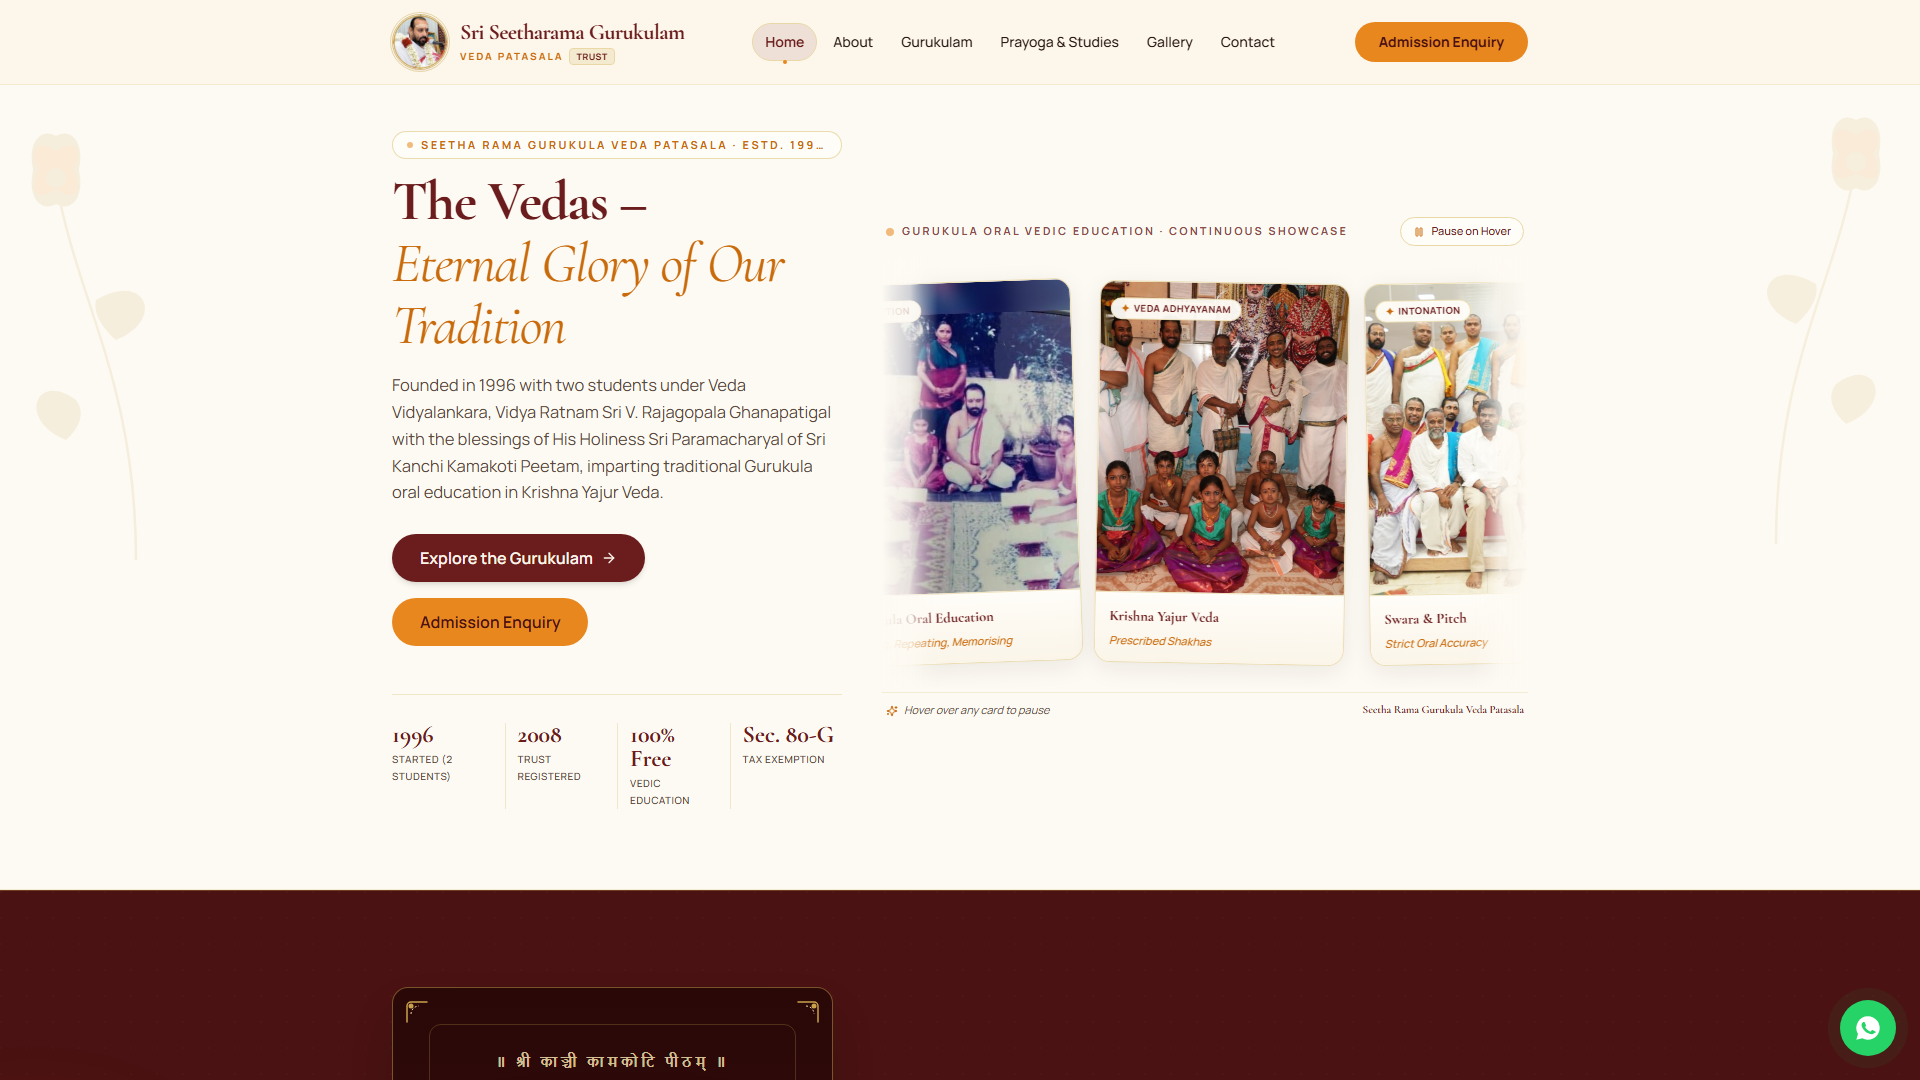 Sri Seetharama Gurukulam
VEDA PATASALA TRUST
Home About Gurukulam Prayoga & Studies Gallery Contact
Admission Enquiry
SEETHA RAMA GURUKULA VEDA PATASALA · ESTD. 199…
The Vedas –
Eternal Glory of Our
Tradition
Founded in 1996 with two students under Veda
Vidyalankara, Vidya Ratnam Sri V. Rajagopala Ghanapatigal
with the blessings of His Holiness Sri Paramacharyal of Sri
Kanchi Kamakoti Peetam, imparting traditional Gurukula
oral education in Krishna Yajur Veda.
Explore the Gurukulam →
Admission Enquiry
1996
STARTED (2
STUDENTS)
2008
TRUST
REGISTERED
100%
Free
VEDIC
EDUCATION
Sec. 80-G
TAX EXEMPTION
GURUKULA ORAL VEDIC EDUCATION · CONTINUOUS SHOWCASE
Pause on Hover
Oral Education
Repeating, Memorising
VEDA ADHYAYANAM
Krishna Yajur Veda
Prescribed Shakhas
INTONATION
Swara & Pitch
Strict Oral Accuracy
Hover over any card to pause
Seetha Rama Gurukula Veda Patasala
॥ श्री काञ्ची कामकोटि पीठम् ॥